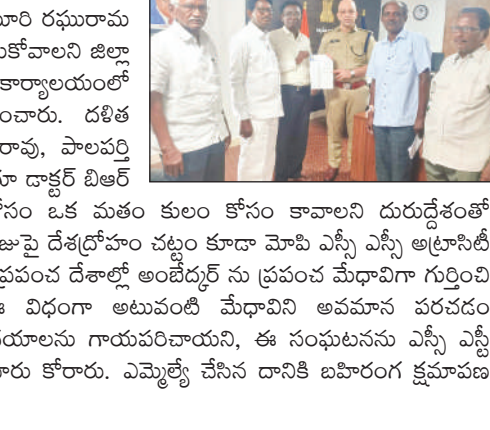 రి రఘురామ
కోవాలని జిల్లా
కార్యాలయంలో
ంచారు. దళిత
రావు, పాలపర్తి
డాక్టర్ బిఆర్
ోసం ఒక మతం కులం కోసం కావాలని దురుద్దేశంతో
జుపై దేశద్రోహం చట్టం కూడా మోపి ఎస్సీ ఎస్సీ అట్రాసిటీ
ప్రపంచ దేశాల్లో అంబేద్కర్ ను ప్రపంచ మేధావిగా గుర్తించి
విధంగా అటువంటి మేధావిని అవమాన పరచడం
దయాలను గాయపరిచాయని, ఈ సంఘటనను ఎస్సీ ఎస్టీ
ారు కోరారు. ఎమ్మెల్యే చేసిన దానికి బహిరంగ క్షమాపణ